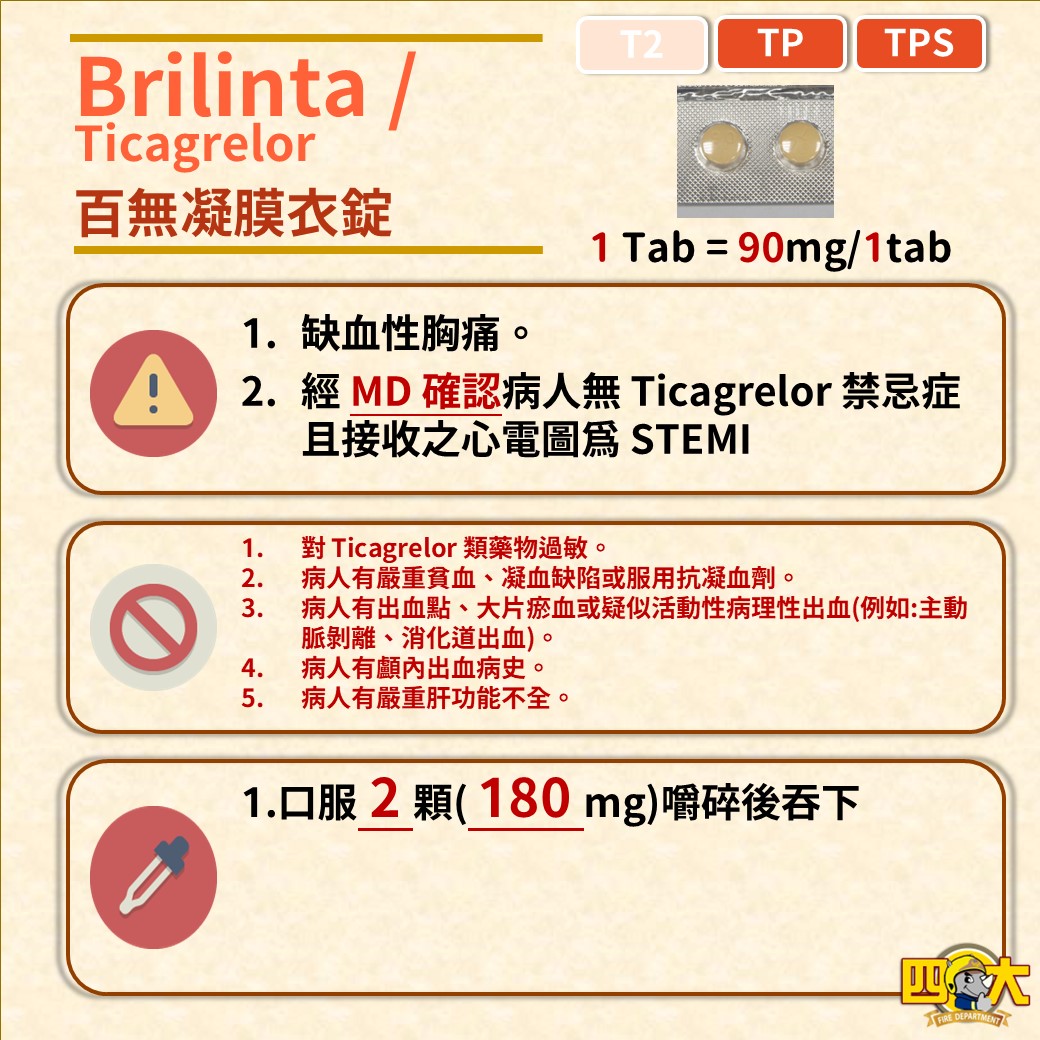 T2
TP
TPS
Brilinta /
Ticagrelor
百無凝膜衣錠
1 Tab = 90mg/1tab
1. 缺血性胸痛。
2. 經 MD 確認病人無 Ticagrelor 禁忌症
且接收之心電圖爲 STEMI
1. 對 Ticagrelor 類藥物過敏。
2. 病人有嚴重貧血、凝血缺陷或服用抗凝血劑。
3. 病人有出血點、大片瘀血或疑似活動性病理性出血(例如:主動
脈剝離、消化道出血)。
4. 病人有顱內出血病史。
5. 病人有嚴重肝功能不全。
1.口服 2 顆( 180 mg)嚼碎後吞下
四大
FIRE DEPARTMENT